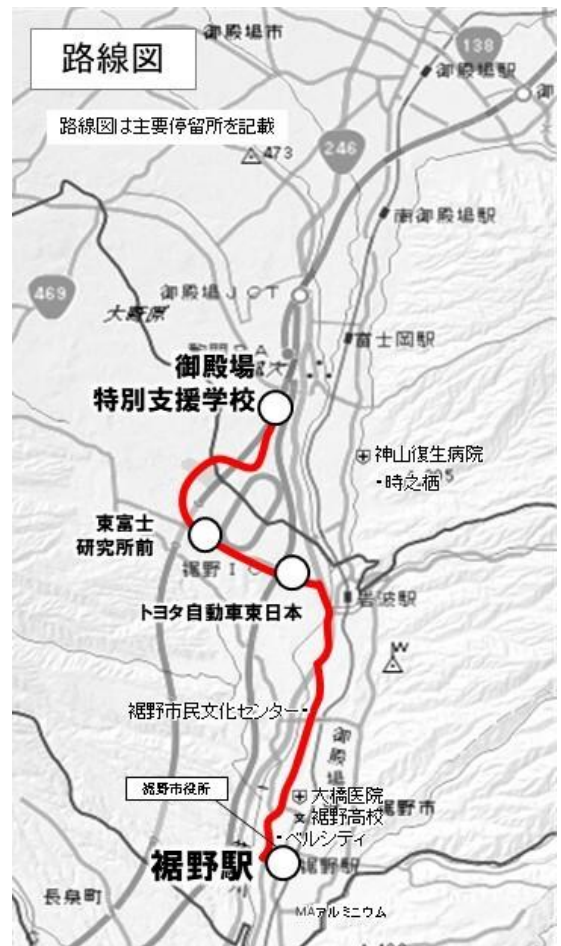 路線図
御殿場市
138
御殿場駅
御
路線図は主要停留所を記載
473
246
南御殿場駅
469
御殿場JCT
大野原
富士岡駅
御殿場
特別支援学校
神山復生病院
・時之栖
東富士
研究所前
裾野I
トヨタ自動車東日本
岩波駅
裾野市民文化センター
御殿場
大橋医院
裾野市
裾野高校
裾野市役所
ベルシティ
裾野駅
裾野駅
長泉町
MAアルミニウム